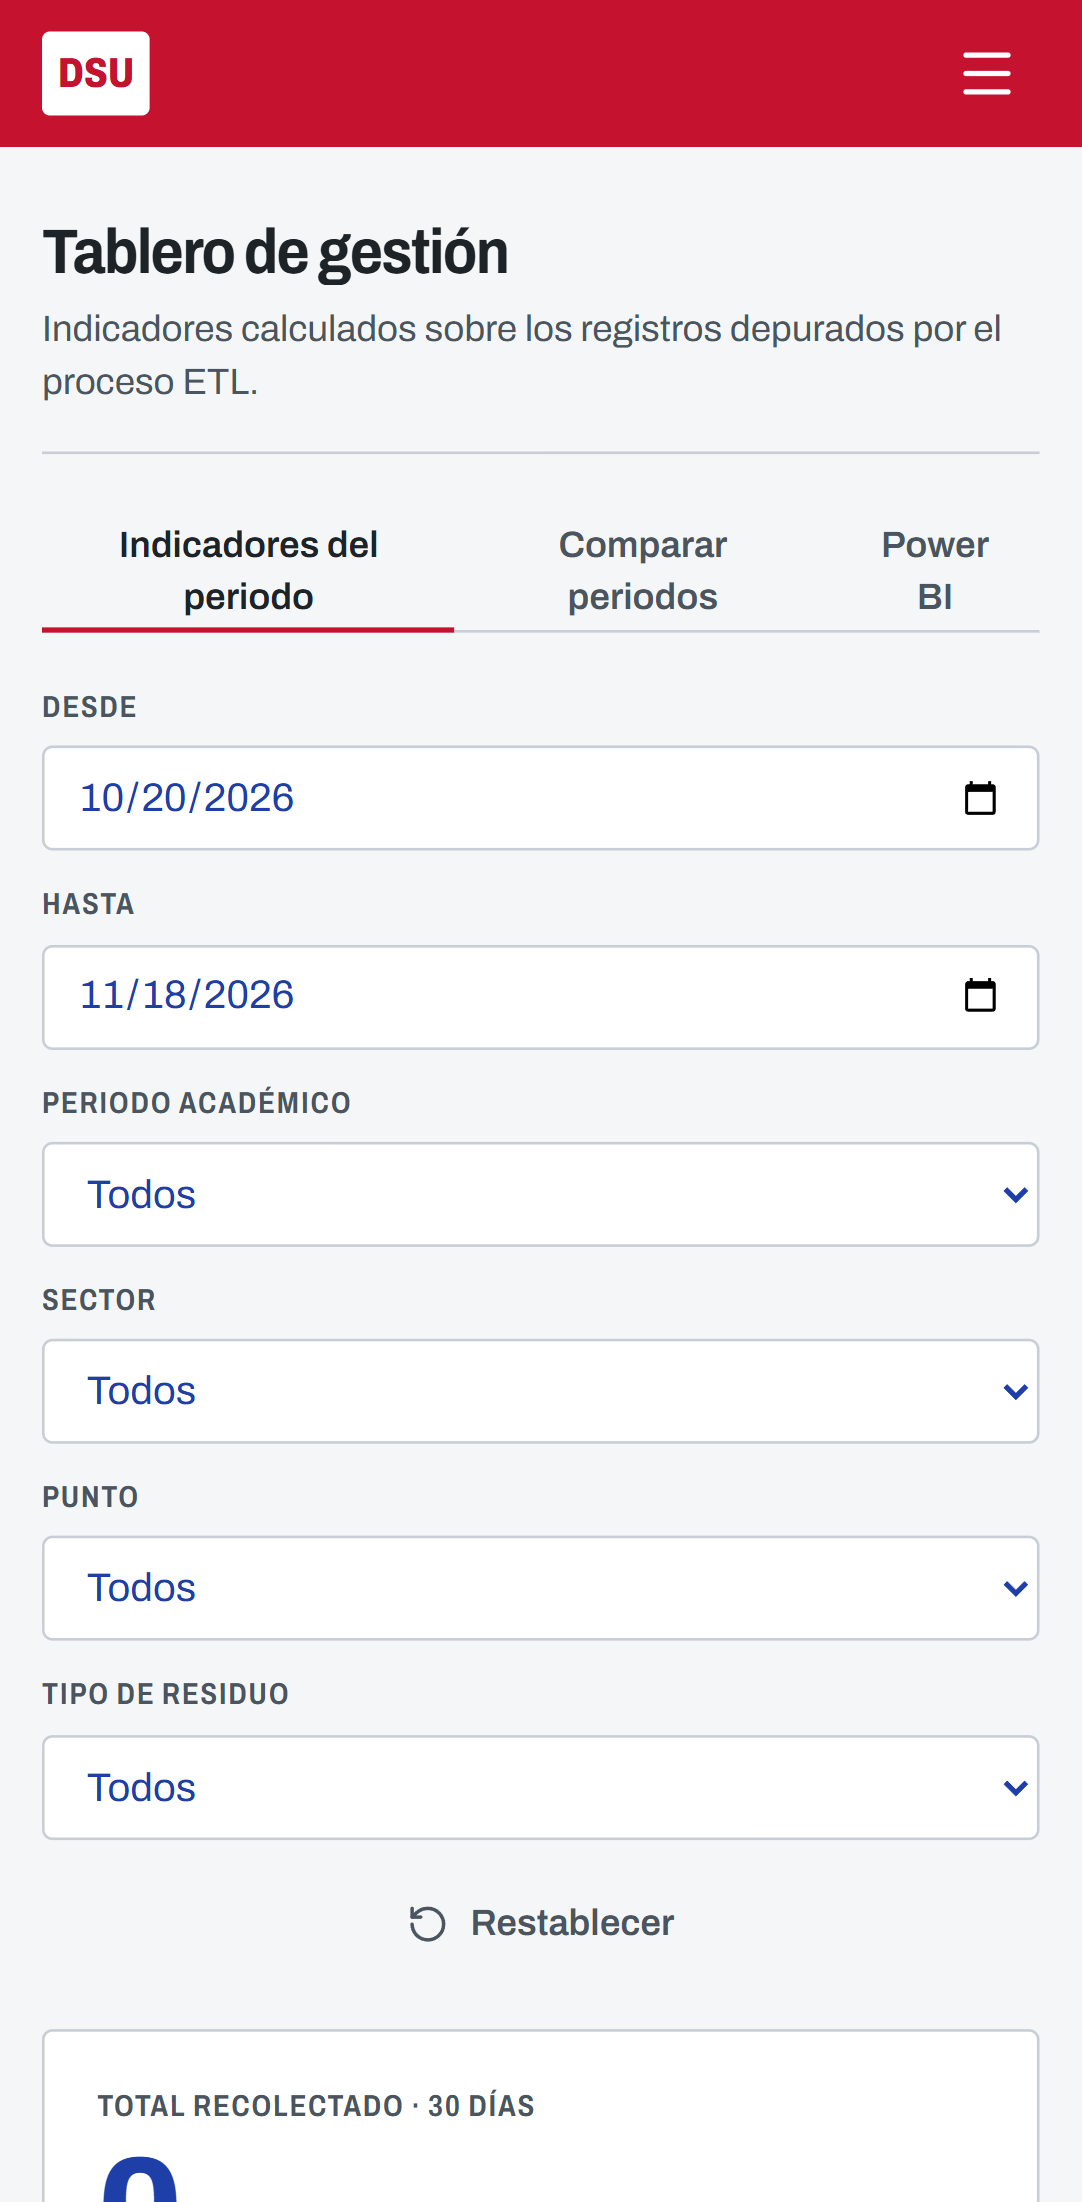 DSU
Tablero de gestión
Indicadores calculados sobre los registros depurados por el
proceso ETL.
Indicadores del
periodo
Comparar
periodos
Power
BI
DESDE
10/20/2026
HASTA
11/18/2026
PERIODO ACADÉMICO
Todos
SECTOR
Todos
PUNTO
Todos
TIPO DE RESIDUO
Todos
Restablecer
TOTAL RECOLECTADO · 30 DÍAS